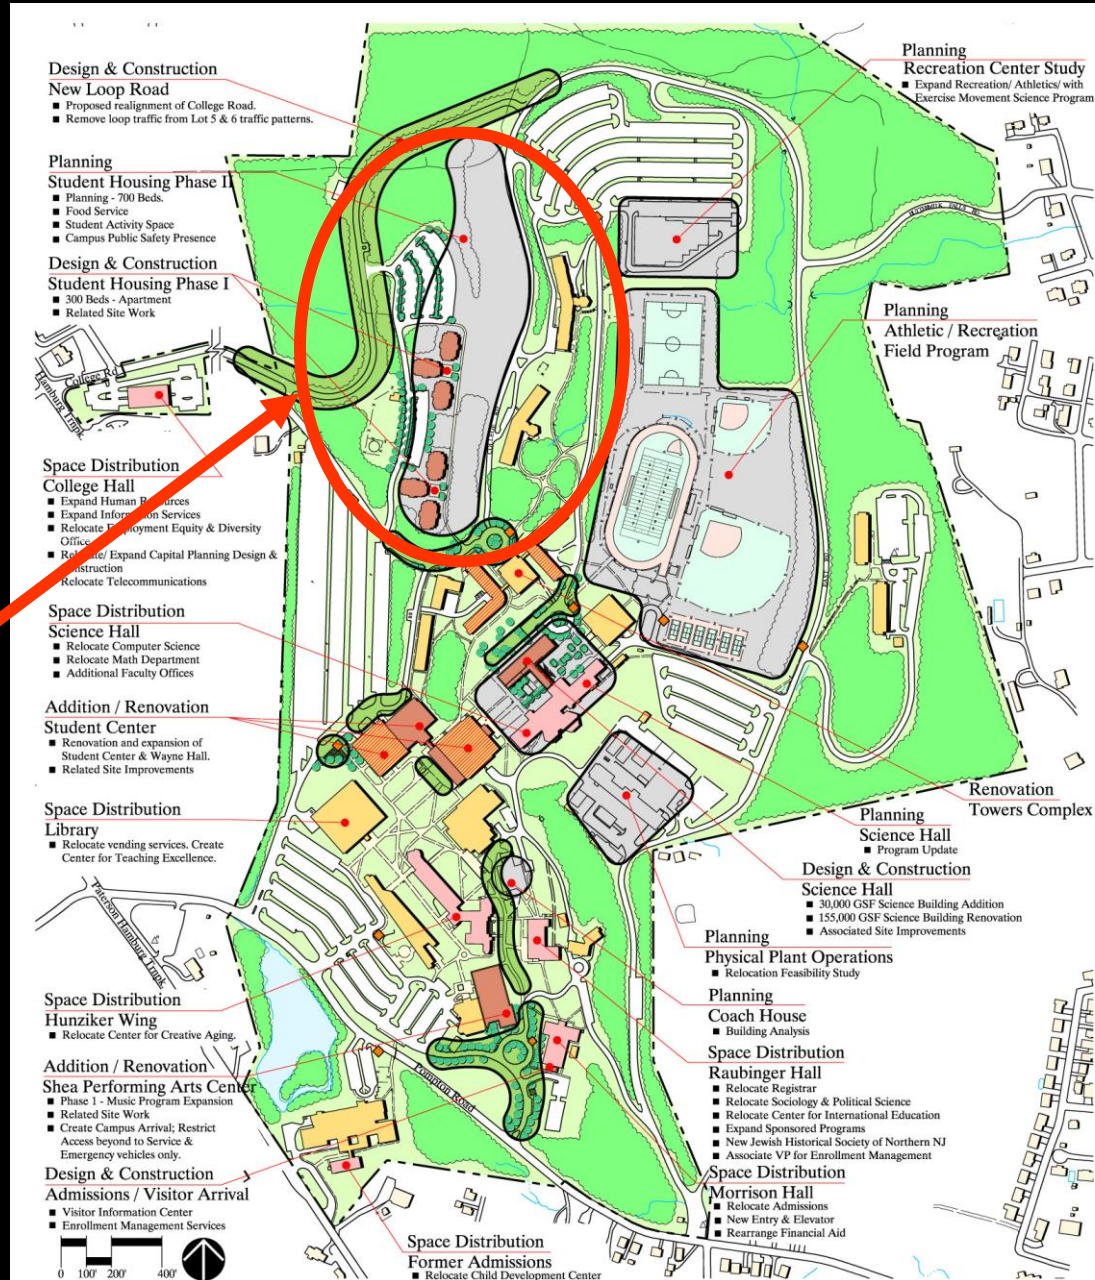 Design & Construction
New Loop Road
■ Proposed realignment of College Road.
■ Remove loop traffic from Lot 5 & 6 traffic patterns.
Planning
Student Housing Phase II
■ Planning - 700 Beds.
■ Food Service
■ Student Activity Space
■ Campus Public Safety Presence
Design & Construction
Student Housing Phase I
■ 300 Beds - Apartment
■ Related Site Work
College Rd
Hamburg Trnpk.
Space Distribution
College Hall
■ Expand Human Resources
■ Expand Information Services
■ Relocate Employment Equity & Diversity
Office
■ Relocate/ Expand Capital Planning Design &
Construction
Relocate Telecommunications
Space Distribution
Science Hall
■ Relocate Computer Science
■ Relocate Math Department
■ Additional Faculty Offices
Addition / Renovation
Student Center
■ Renovation and expansion of
Student Center & Wayne Hall.
■ Related Site Improvements
Space Distribution
Library
■ Relocate vending services. Create
Center for Teaching Excellence.
Paterson Hamburg Trnpk.
Space Distribution
Hunziker Wing
■ Relocate Center for Creative Aging.
Addition / Renovation
Shea Performing Arts Center
■ Phase 1 - Music Program Expansion
■ Related Site Work
■ Create Campus Arrival; Restrict
Access beyond to Service &
Emergency vehicles only.
Design & Construction
Admissions / Visitor Arrival
■ Visitor Information Center
■ Enrollment Management Services
0 100' 200' 400'
Pompton Road
Space Distribution
Former Admissions
■ Relocate Child Development Center
Planning
Recreation Center Study
■ Expand Recreation/ Athletics/ with
Exercise Movement Science Program
Planning
Athletic / Recreation
Field Program
Renovation
Towers Complex
Planning
Science Hall
■ Program Update
Design & Construction
Science Hall
■ 30,000 GSF Science Building Addition
■ 155,000 GSF Science Building Renovation
■ Associated Site Improvements
Planning
Physical Plant Operations
■ Relocation Feasibility Study
Planning
Coach House
■ Building Analysis
Space Distribution
Raubinger Hall
■ Relocate Registrar
■ Relocate Sociology & Political Science
■ Relocate Center for International Education
■ Expand Sponsored Programs
■ New Jewish Historical Society of Northern NJ
■ Associate VP for Enrollment Management
Space Distribution
Morrison Hall
■ Relocate Admissions
■ New Entry & Elevator
■ Rearrange Financial Aid